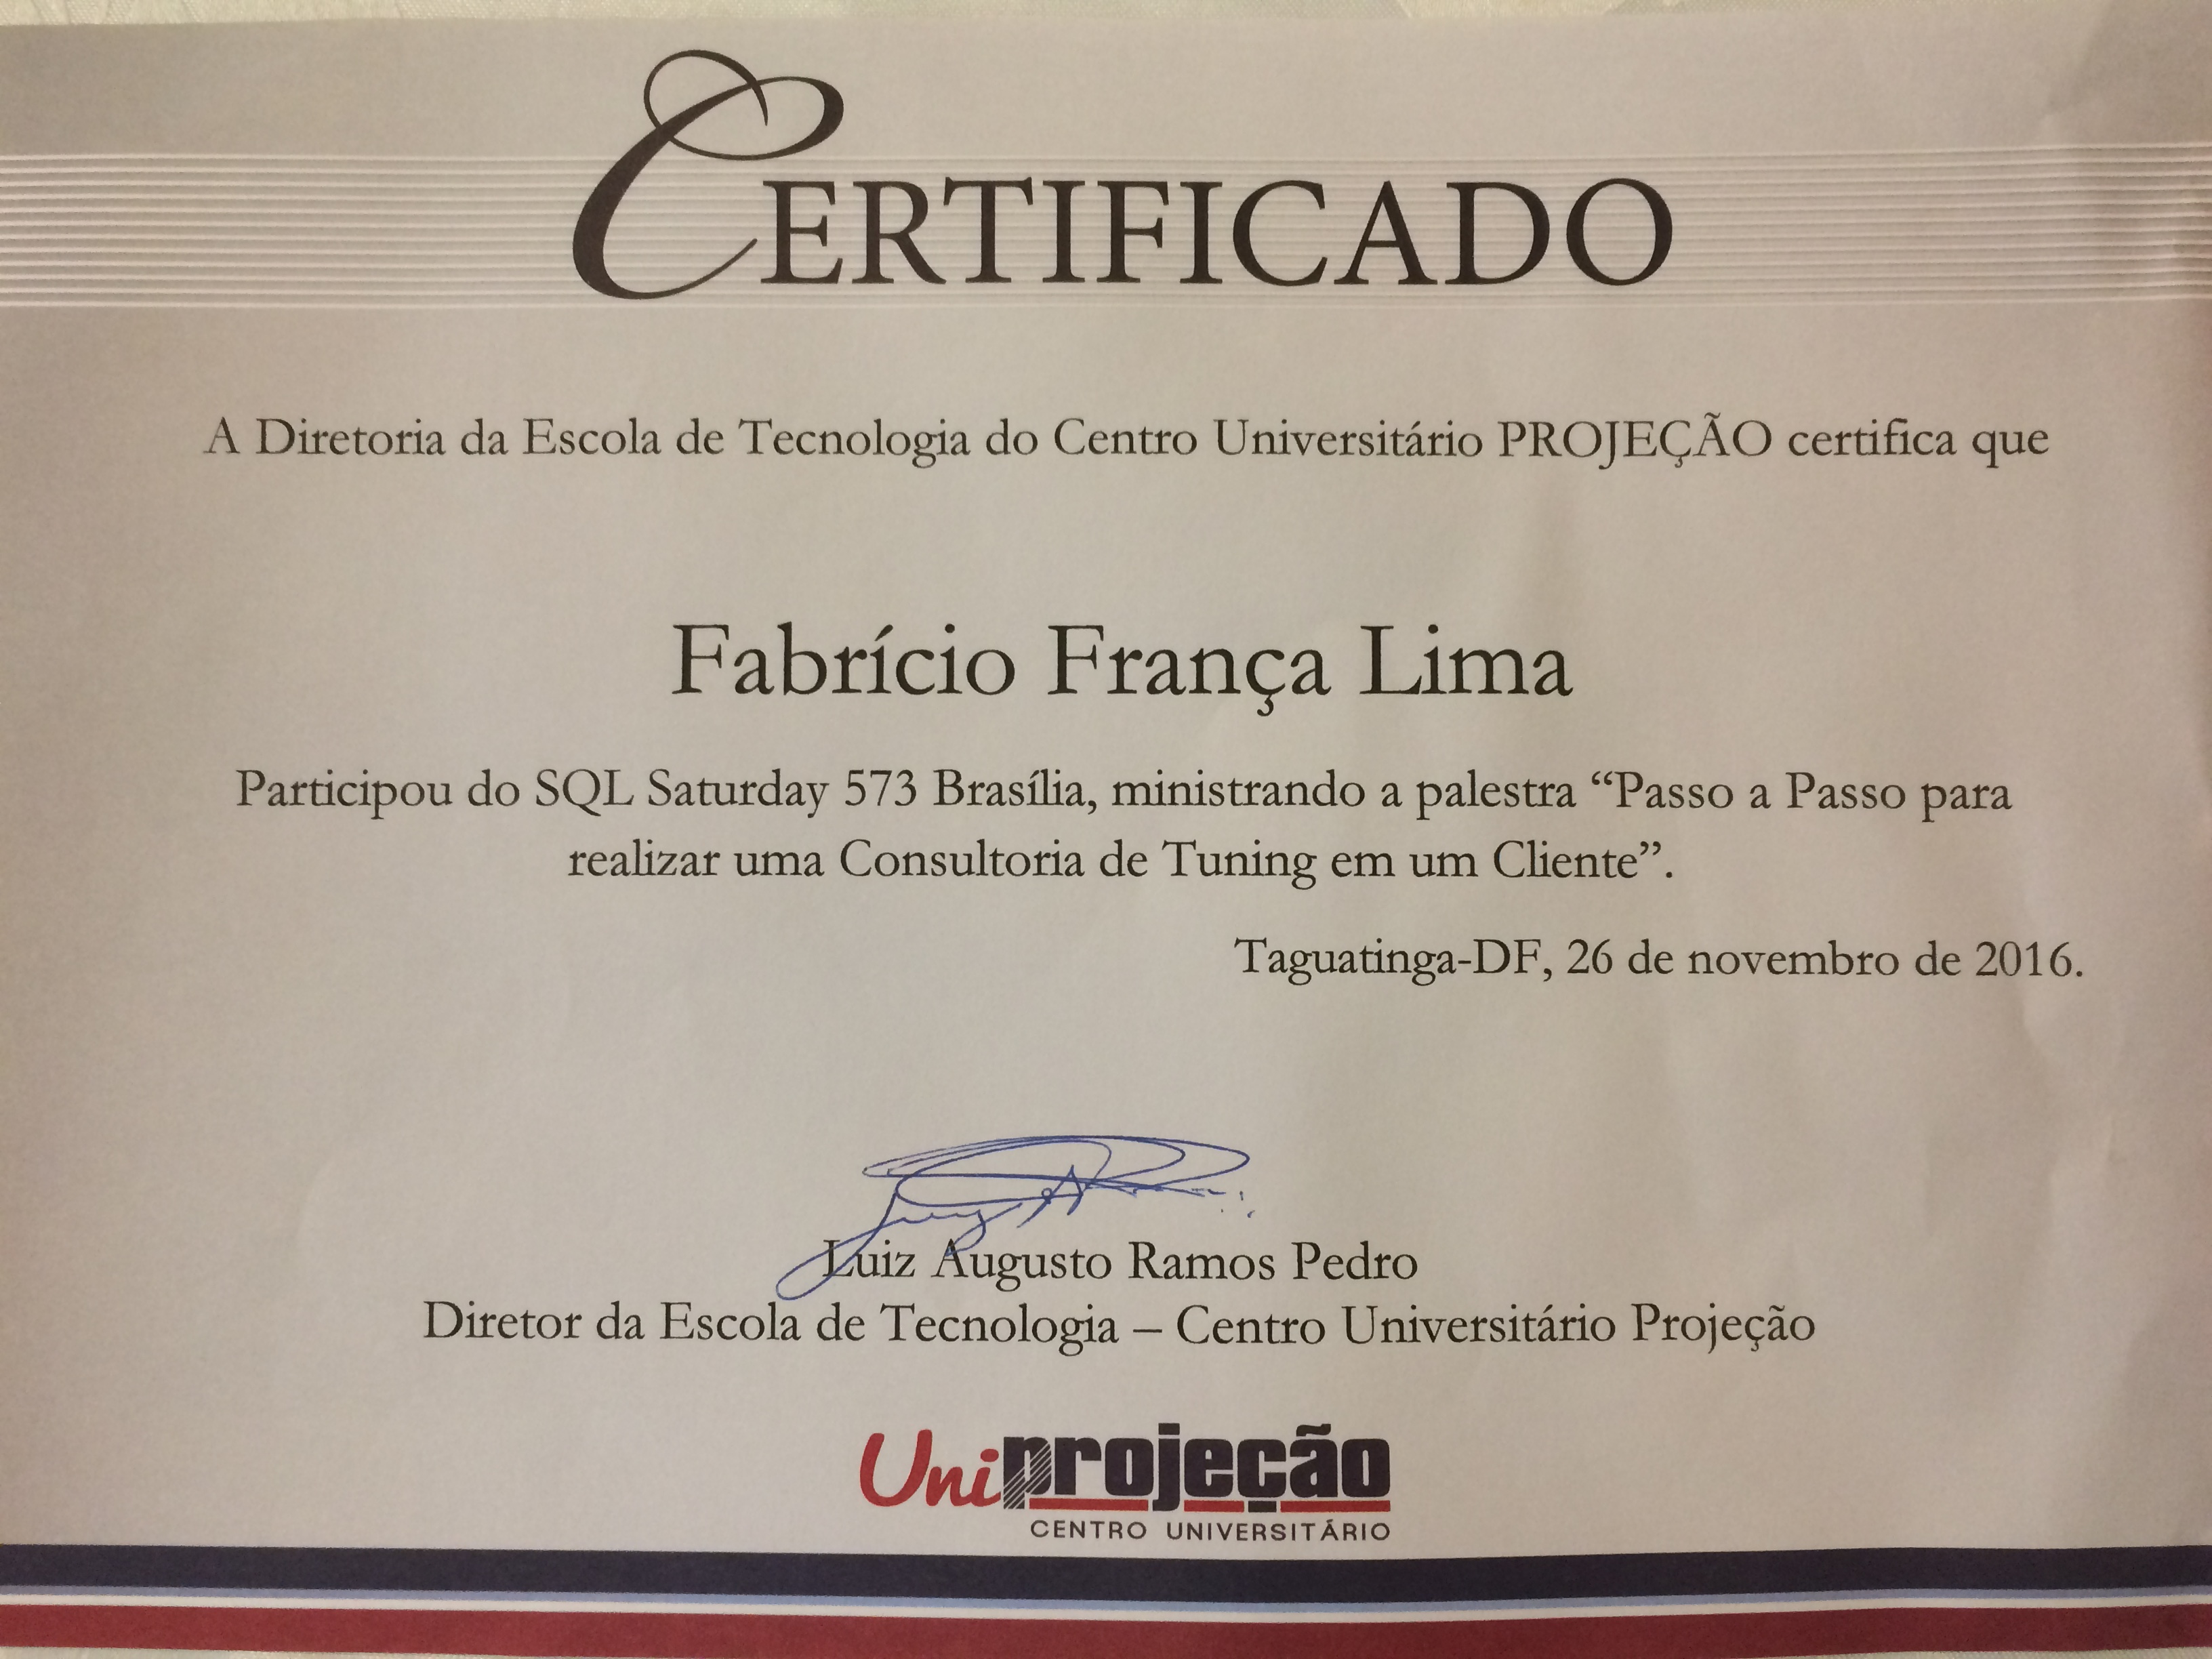 CERTIFICADO
A Diretoria da Escola de Tecnologia do Centro Universitário PROJEÇÃO certifica que
Fabrício França Lima
Participou do SQL Saturday 573 Brasília, ministrando a palestra “Passo a Passo para
realizar uma Consultoria de Tuning em um Cliente”.
Taguatinga-DF, 26 de novembro de 2016.
Luiz Augusto Ramos Pedro
Diretor da Escola de Tecnologia – Centro Universitário Projeção
Uniprojeção
CENTRO UNIVERSITÁRIO